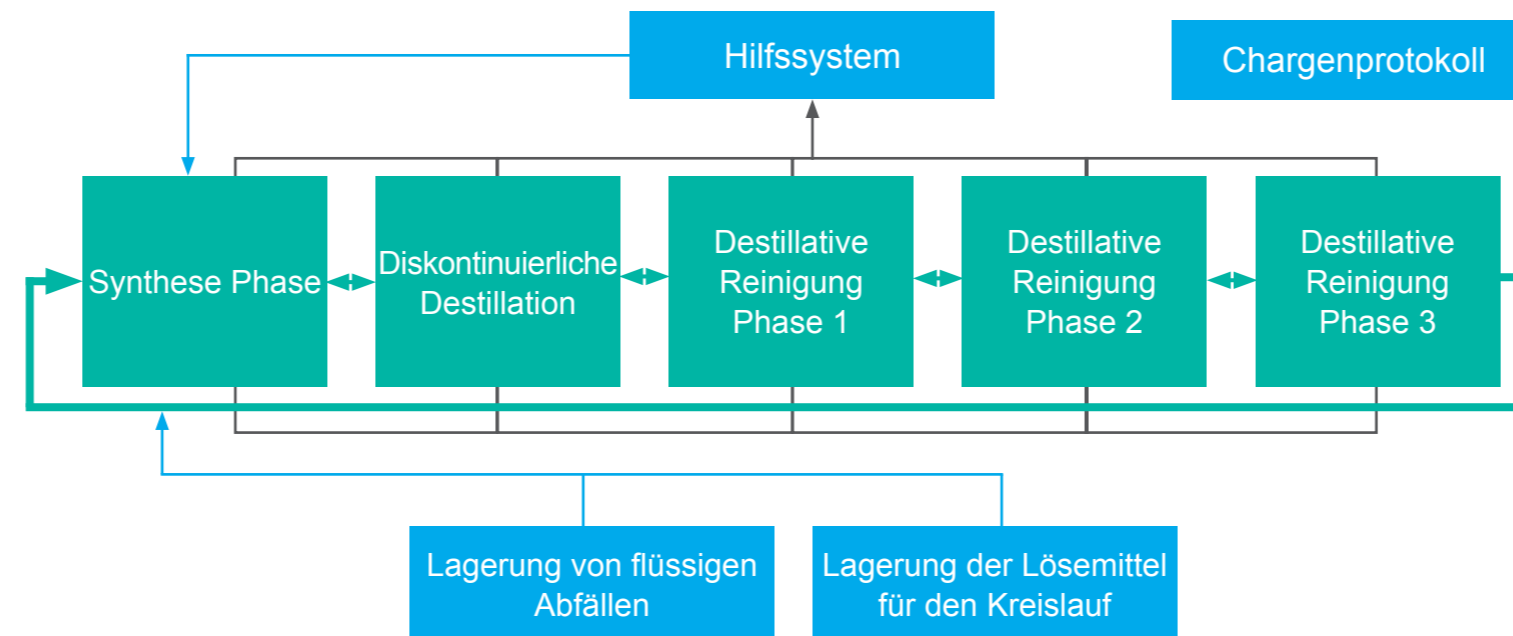 Hilfssystem
Chargenprotokoll
Synthese Phase
Diskontinuierliche
Destillation
Destillative
Reinigung
Phase 1
Destillative
Reinigung
Phase 2
Destillative
Reinigung
Phase 3
Lagerung von flüssigen
Abfällen
Lagerung der Lösemittel
für den Kreislauf